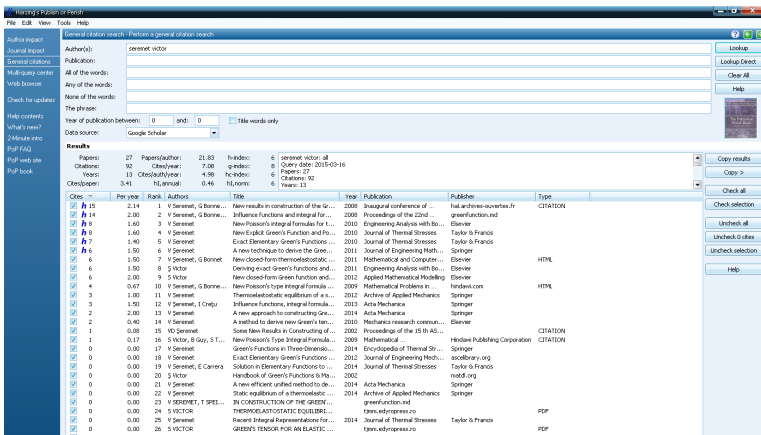 Harzing's Publish or Perish
File Edit View Tools Help
Author impact
Journal impact
General citations
Multi-query center
Web browser
Check for updates
Help contents
What's new?
2-Minute intro
PoP FAQ
PoP web site
PoP book
General citation search - Perform a general citation search
Author(s): seremet victor
Publication:
All of the words:
Any of the words:
None of the words:
The phrase:
Year of publication between: 0 and: 0 Title words only
Data source: Google Scholar
Lookup
Lookup Direct
Clear All
Help
Results
Papers: 27 Papers/author: 21.83 h-index: 6
Citations: 92 Cites/year: 7.08 g-index: 8
Years: 13 Cites/auth/year: 4.98 hc-index: 6
Cites/paper: 3.41 hI,annual: 0.46 hI,norm: 6
seremet victor: all
Query date: 2015-03-16
Papers: 27
Citations: 92
Years: 13
Copy results
Copy >
Check all
Check selection
Uncheck all
Uncheck 0 cites
Uncheck selection
Help
Cites Per year Rank Authors Title Year Publication Publisher Type
h 15 2.14 1 V Seremet, G Bonne... New results in construction of the Gr... 2008 Inaugural conference of ... hal.archives-ouvertes.fr CITATION
h 14 2.00 2 V Seremet, G Bonne... Influence functions and integral for... 2008 Proceedings of the 22nd ... greenfunction.md
h 8 1.60 3 V Seremet New Poisson's integral formulas for t... 2010 Engineering Analysis with Bo... Elsevier
h 8 1.60 4 V Seremet New Explicit Green's Function and Po... 2010 Journal of Thermal Stresses Taylor & Francis
h 7 1.40 5 V Seremet Exact Elementary Green's Functions ... 2010 Journal of Thermal Stresses Taylor & Francis
h 6 1.50 6 V Seremet A new technique to derive the Gree... 2011 Journal of Engineering Math... Springer
6 1.50 7 V Seremet, G Bonnet New closed-form thermoelastostatic ... 2011 Mathematical and Computer... Elsevier HTML
6 1.50 8 Ş Victor Deriving exact Green's functions and... 2011 Engineering Analysis with Bo... Elsevier
6 2.00 9 S Victor New closed-form Green function and... 2012 Applied Mathematical Modelling Elsevier
4 0.67 10 V Seremet, G Bonne... New Poisson's type integral formula ... 2009 Mathematical Problems in ... hindawi.com HTML
3 1.00 11 V Seremet Thermoelastostatic equilibrium of a s... 2012 Archive of Applied Mechanics Springer
3 1.50 12 V Şeremet, I Creţu Influence functions, integral formula... 2013 Acta Mechanica Springer
2 2.00 13 V Şeremet A new approach to constructing Gre... 2014 Acta Mechanica Springer
2 0.40 14 V Seremet A method to derive new Green's ten... 2010 Mechanics research commun... Elsevier
1 0.08 15 VD Şeremet Some New Results in Constructing of... 2002 Proceedings of the 15 th AS... CITATION
1 0.17 16 S Victor, B Guy, S T... New Poisson's Type Integral Formula... 2009 Mathematical ... Hindawi Publishing Corporation CITATION
0 0.00 17 V Seremet Green's Functions in Three-Dimensio... 2014 Encyclopedia of Thermal Str... Springer
0 0.00 18 V Seremet Exact Elementary Green's Functions ... 2012 Journal of Engineering Mech... ascelibrary.org
0 0.00 19 V Seremet, E Carrera Solution in Elementary Functions to ... 2014 Journal of Thermal Stresses Taylor & Francis
0 0.00 20 Ş Victor Handbook of Green's Functions & Ma... 2002 matdl.org
0 0.00 21 V Şeremet A new efficient unified method to de... 2014 Acta Mechanica Springer
0 0.00 22 V Şeremet Static equilibrium of a thermoelastic ... 2014 Archive of Applied Mechanics Springer
0 0.00 23 V SEREMET, T SPEI... IN CONSTRUCTION OF THE GREEN'... greenfunction.md
0 0.00 24 S VICTOR THERMOELASTOSTATIC EQUILIBRI... tjmm.edyropress.ro PDF
0 0.00 25 V Şeremet Recent Integral Representations for... 2014 Journal of Thermal Stresses Taylor & Francis
0 0.00 26 S VICTOR GREEN'S TENSOR FOR AN ELASTIC ... tjmm.edyropress.ro PDF